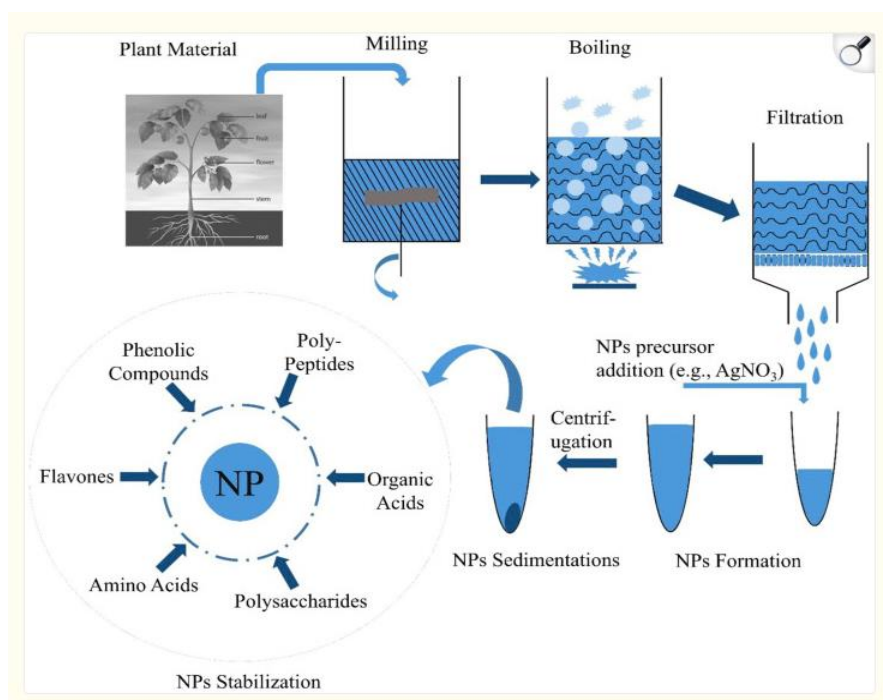 Plant Material
Milling
Boiling
Filtration
leaf
fruit
flower
stem
root
NPs precursor
addition (e.g., AgNO₃)
Centrif-
ugation
NPs Sedimentations
NPs Formation
Phenolic
Compounds
Poly-
Peptides
Flavones
NP
Organic
Acids
Amino Acids
Polysaccharides
NPs Stabilization